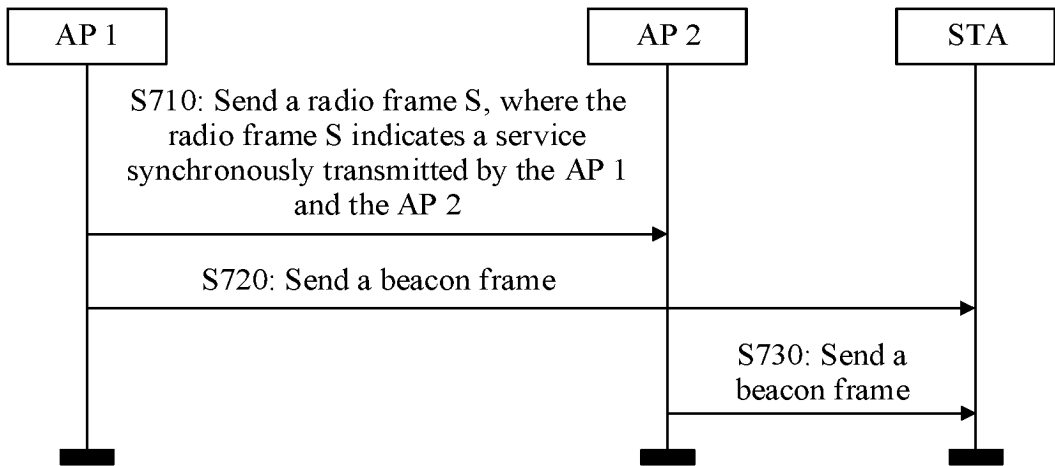 AP 1
AP 2
STA
S710: Send a radio frame S, where the
radio frame S indicates a service
synchronously transmitted by the AP 1
and the AP 2
S720: Send a beacon frame
S730: Send a
beacon frame